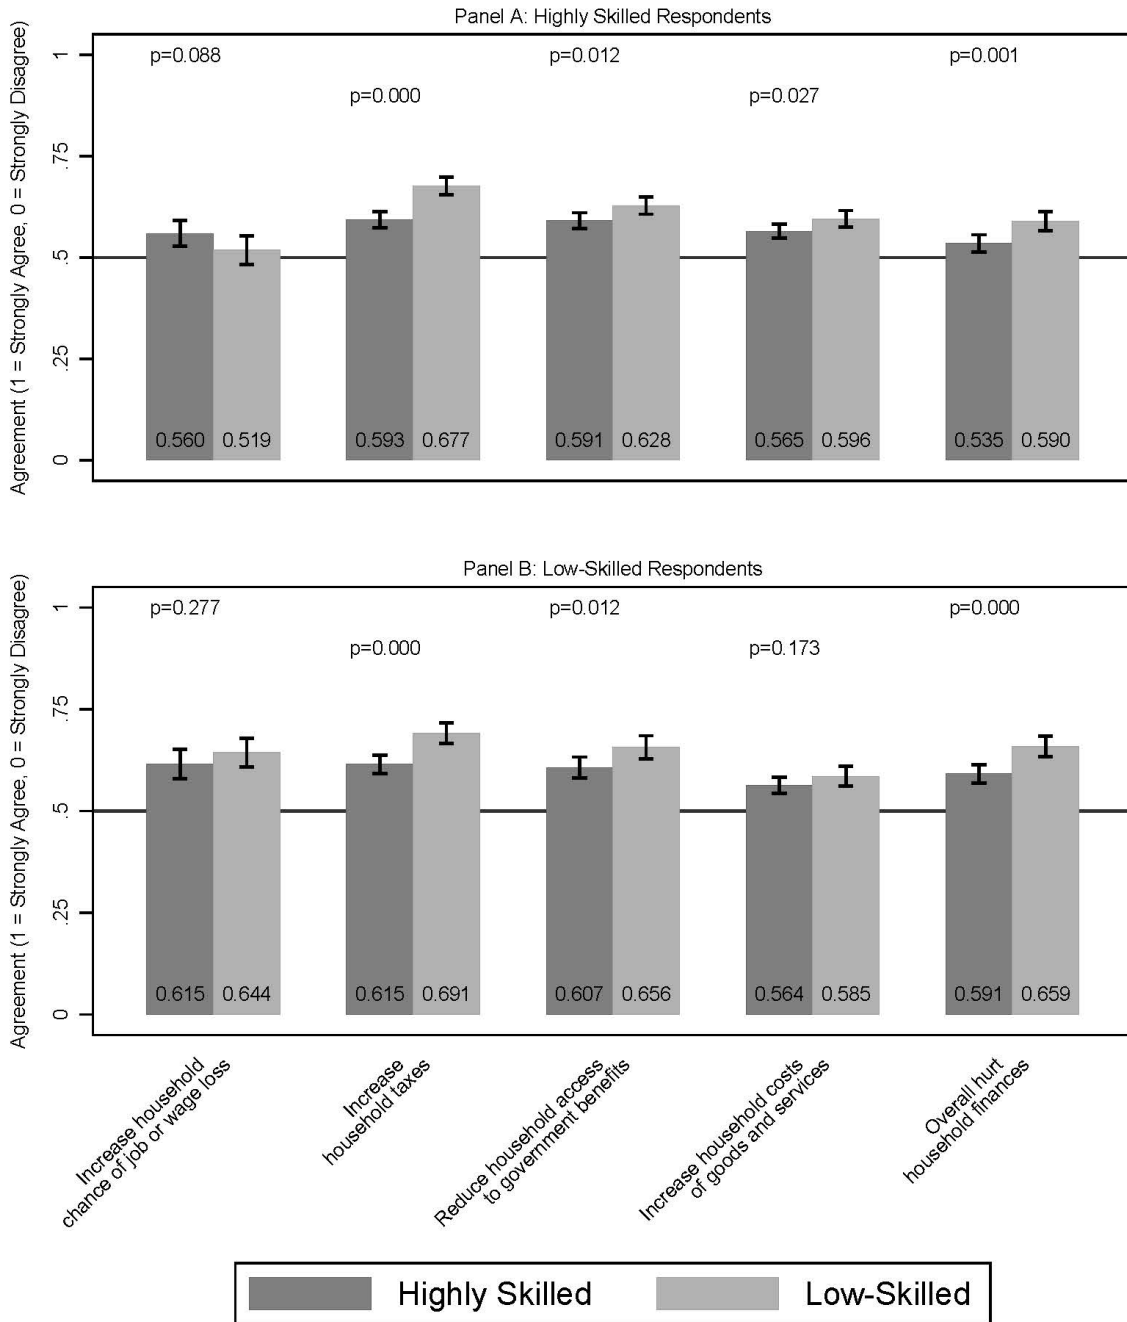 Panel A: Highly Skilled Respondents
Agreement (1 = Strongly Agree, 0 = Strongly Disagree)
1
.75
.5
.25
0
p=0.088
p=0.000
p=0.012
p=0.027
p=0.001
0.560 0.519
0.593 0.677
0.591 0.628
0.565 0.596
0.535 0.590
Panel B: Low-Skilled Respondents
Agreement (1 = Strongly Agree, 0 = Strongly Disagree)
1
.75
.5
.25
0
p=0.277
p=0.000
p=0.012
p=0.173
p=0.000
0.615 0.644
0.615 0.691
0.607 0.656
0.564 0.585
0.591 0.659
Increase household
chance of job or wage loss
Increase
household taxes
Reduce household access
to government benefits
Increase household costs
of goods and services
Overall hurt
household finances
Highly Skilled
Low-Skilled